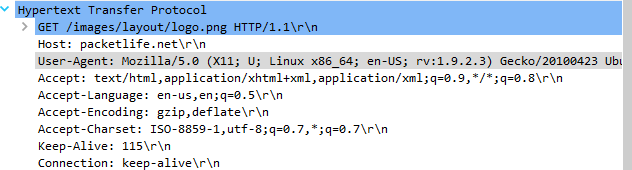 Hypertext Transfer Protocol
GET /images/layout/logo.png HTTP/1.1\r\n
Host: packetlife.net\r\n
User-Agent: Mozilla/5.0 (X11; U; Linux x86_64; en-US; rv:1.9.2.3) Gecko/20100423 Ubu
Accept: text/html,application/xhtml+xml,application/xml;q=0.9,*/*;q=0.8\r\n
Accept-Language: en-us,en;q=0.5\r\n
Accept-Encoding: gzip,deflate\r\n
Accept-Charset: ISO-8859-1,utf-8;q=0.7,*;q=0.7\r\n
Keep-Alive: 115\r\n
Connection: keep-alive\r\n